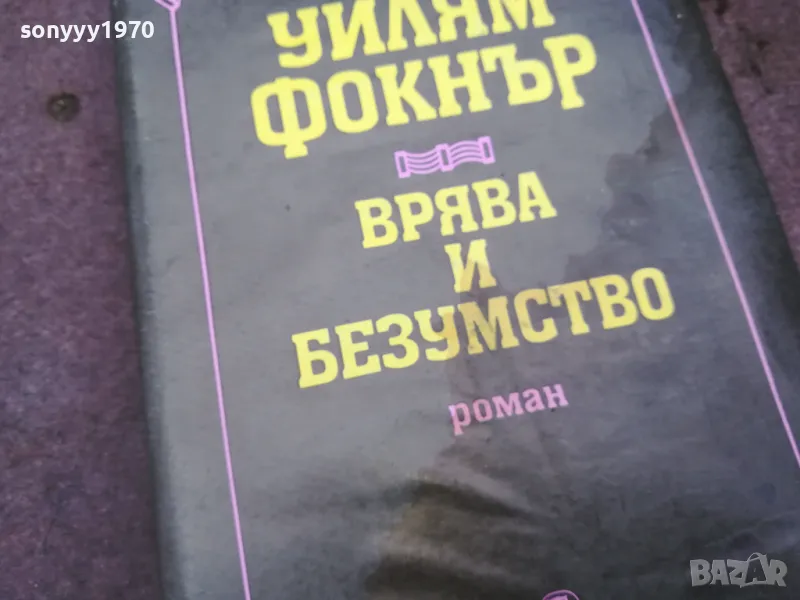 sonyyy1970
УИЛЯМ
ФОКНЪР
ВРЯВА
И
БЕЗУМСТВО
роман
BAZAR